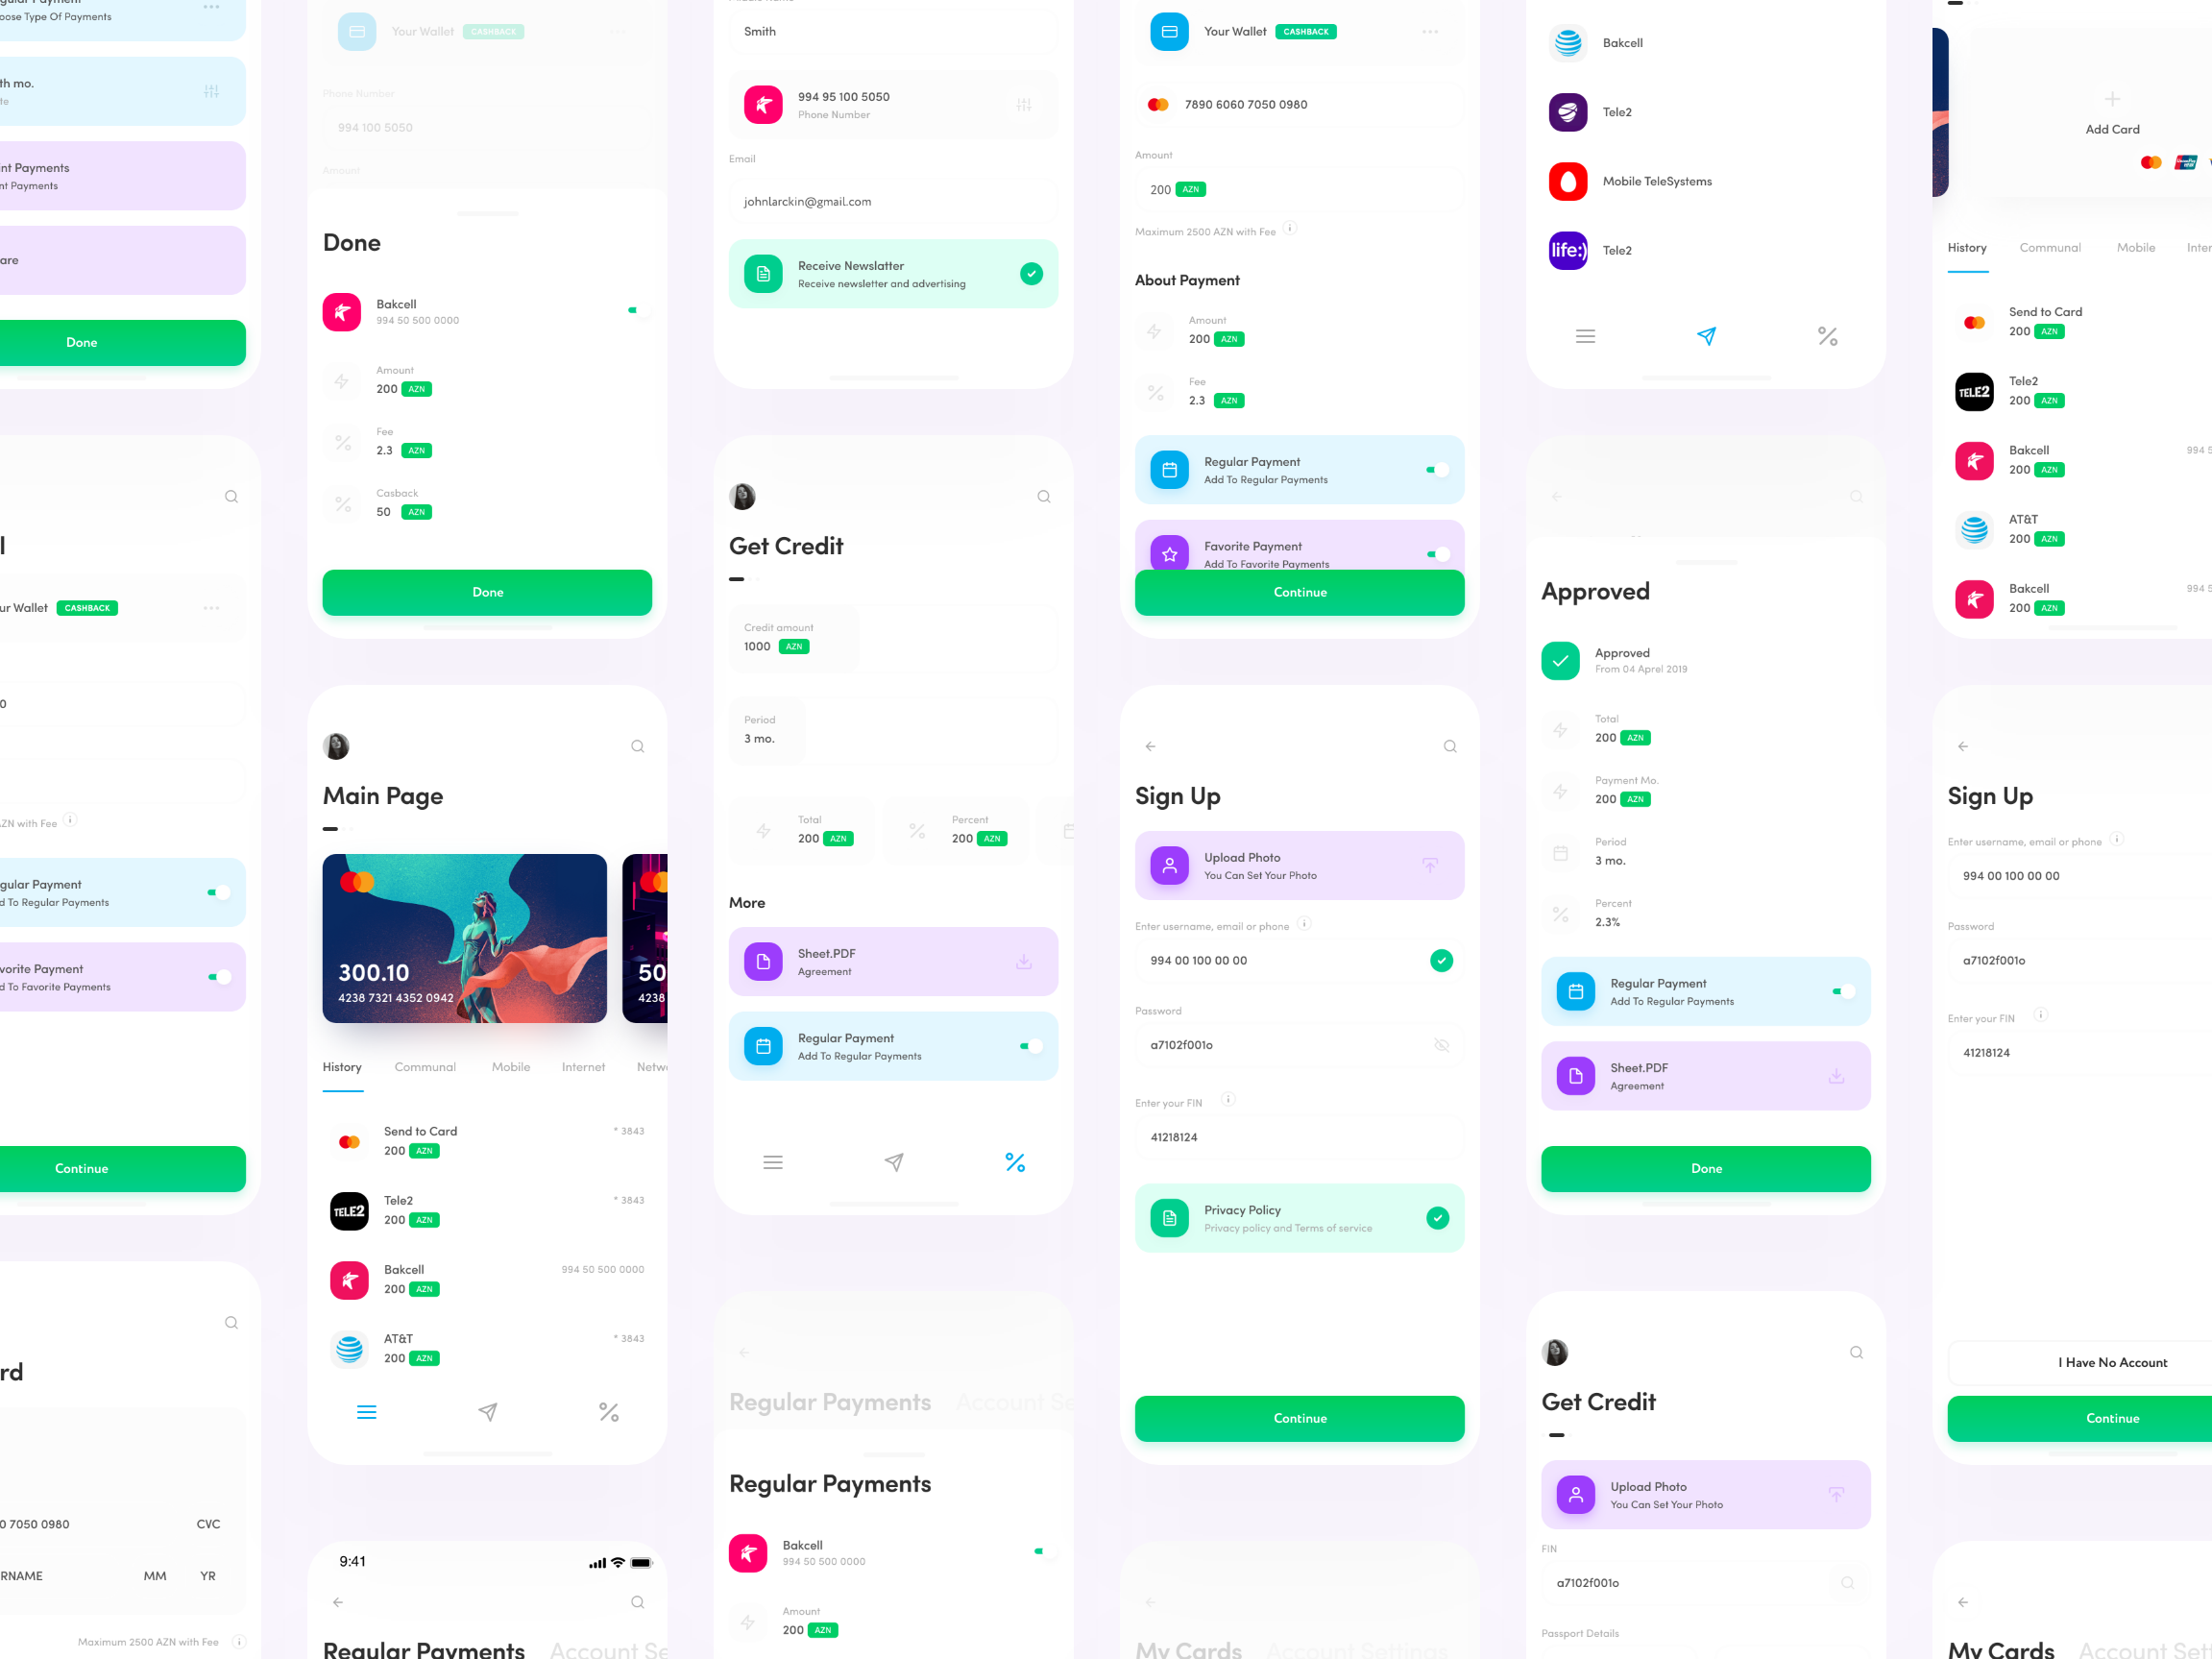 oose Type Of Payments
th mo.
te
nt Payments
nt Payments
are
Done
l
ur Wallet
CASHBACK
0
ZN with Fee
gular Payment
d To Regular Payments
vorite Payment
d To Favorite Payments
Continue
rd
0 7050 0980
CVC
RNAME
MM
YR
Maximum 2500 AZN with Fee
Your Wallet
CASHBACK
Phone Number
994 100 5050
Amount
Done
Bakcell
994 50 500 0000
Amount
200 AZN
Fee
2.3 AZN
Casback
50 AZN
Done
Main Page
300.10
4238 7321 4352 0942
50
4238
History
Communal
Mobile
Internet
Netw
Send to Card
* 3843
200 AZN
TELE2
Tele2
* 3843
200 AZN
Bakcell
994 50 500 0000
200 AZN
AT&T
* 3843
200 AZN
9:41
Regular Payments
Account Se
Smith
994 95 100 5050
Phone Number
Email
johnlarckin@gmail.com
Receive Newslatter
Receive newsletter and advertising
Get Credit
Credit amount
1000 AZN
Period
3 mo.
Total
200 AZN
Percent
200 AZN
More
Sheet.PDF
Agreement
Regular Payment
Add To Regular Payments
Regular Payments
Account Se
Regular Payments
Bakcell
994 50 500 0000
Amount
200 AZN
Your Wallet
CASHBACK
7890 6060 7050 0980
Amount
200 AZN
Maximum 2500 AZN with Fee
About Payment
Amount
200 AZN
Fee
2.3 AZN
Regular Payment
Add To Regular Payments
Favorite Payment
Add To Favorite Payments
Continue
Sign Up
Upload Photo
You Can Set Your Photo
Enter username, email or phone
994 00 100 00 00
Password
a7102f001o
Enter your FIN
41218124
Privacy Policy
Privacy policy and Terms of service
Continue
My Cards
Account Settings
Bakcell
Tele2
Mobile TeleSystems
life:)
Tele2
Approved
Approved
From 04 Aprel 2019
Total
200 AZN
Payment Mo.
200 AZN
Period
3 mo.
Percent
2.3%
Regular Payment
Add To Regular Payments
Sheet.PDF
Agreement
Done
Get Credit
Upload Photo
You Can Set Your Photo
FIN
a7102f001o
Passport Details
Add Card
History
Communal
Mobile
Inter
Send to Card
200 AZN
TELE2
Tele2
200 AZN
Bakcell
994 5
200 AZN
AT&T
200 AZN
Bakcell
994 5
200 AZN
Sign Up
Enter username, email or phone
994 00 100 00 00
Password
a7102f001o
Enter your FIN
41218124
I Have No Account
Continue
My Cards
Account Sett